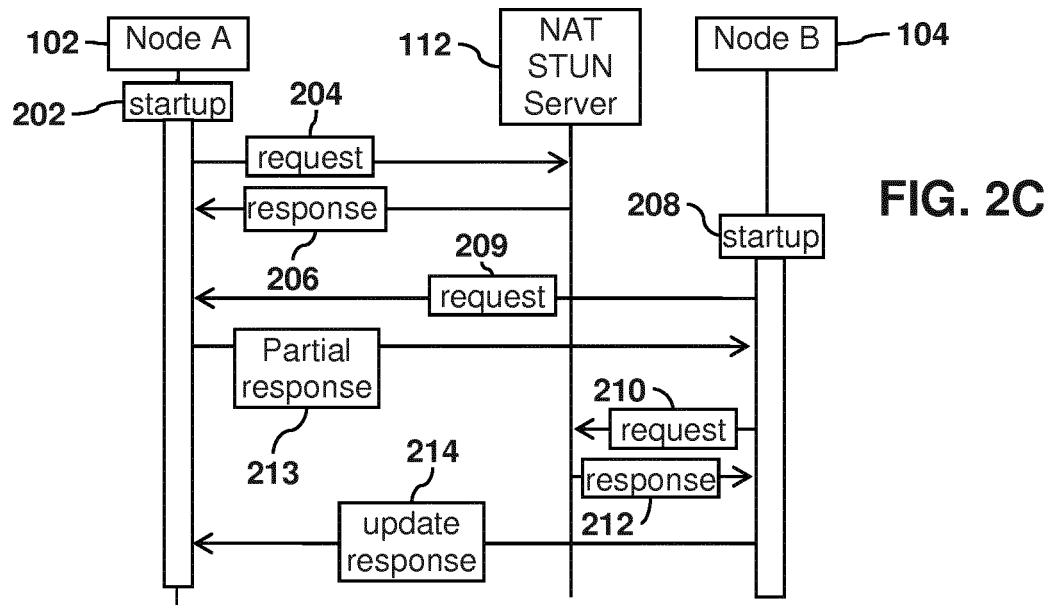 102
Node A
112
NAT
STUN
Server
Node B
104
202
startup
204
request
response
206
208
startup
FIG. 2C
209
request
Partial
response
213
210
request
response
212
214
update
response